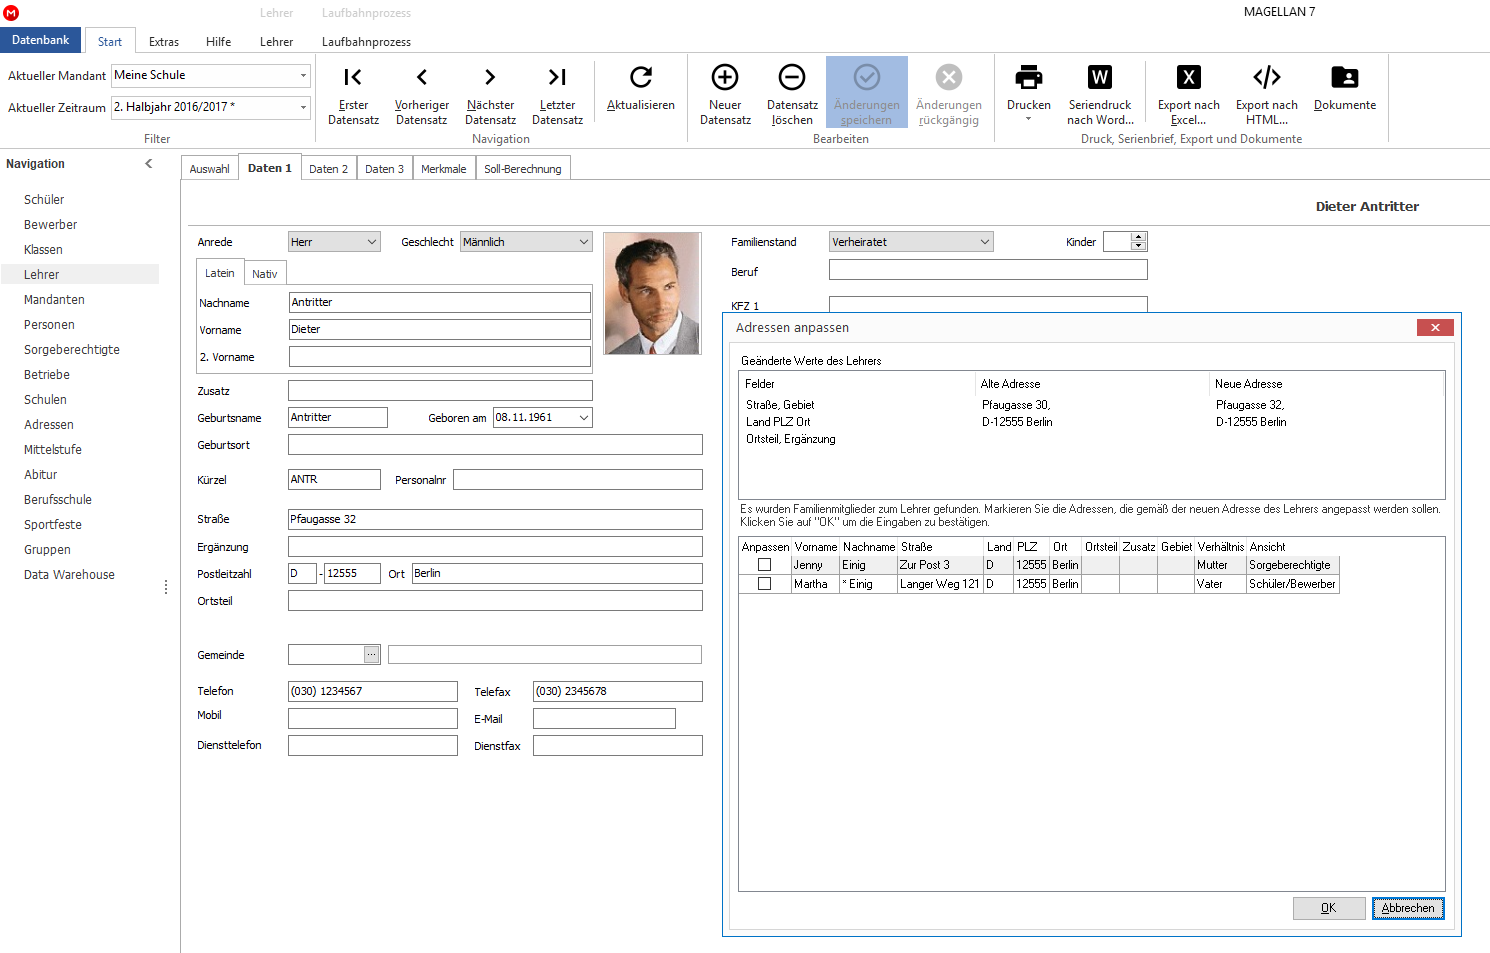 M
Lehrer Laufbahnprozess MAGELLAN 7
Datenbank Start Extras Hilfe Lehrer Laufbahnprozess
Aktueller Mandant Meine Schule
Aktueller Zeitraum 2. Halbjahr 2016/2017 *
Filter
Erster
Datensatz
Vorheriger
Datensatz
Nächster
Datensatz
Letzter
Datensatz
Navigation
Aktualisieren
Neuer
Datensatz
Datensatz
löschen
Änderungen
speichern
Änderungen
rückgängig
Bearbeiten
Drucken
W
Seriendruck
nach Word...
X
Export nach
Excel...
Export nach
HTML...
Dokumente
Druck, Serienbrief, Export und Dokumente
Navigation
Schüler
Bewerber
Klassen
Lehrer
Mandanten
Personen
Sorgeberechtigte
Betriebe
Schulen
Adressen
Mittelstufe
Abitur
Berufsschule
Sportfeste
Gruppen
Data Warehouse
Auswahl Daten 1 Daten 2 Daten 3 Merkmale Soll-Berechnung
Dieter Antritter
Anrede Herr Geschlecht Männlich
Latein Nativ
Nachname Antritter
Vorname Dieter
2. Vorname
Zusatz
Geburtsname Antritter Geboren am 08.11.1961
Geburtsort
Kürzel ANTR Personalnr
Straße Pfaugasse 32
Ergänzung
Postleitzahl D - 12555 Ort Berlin
Ortsteil
Gemeinde ...
Telefon (030) 1234567 Telefax (030) 2345678
Mobil E-Mail
Diensttelefon Dienstfax
Familienstand Verheiratet Kinder
Beruf
KFZ 1
Adressen anpassen
Geänderte Werte des Lehrers
Felder Alte Adresse Neue Adresse
Straße, Gebiet Pfaugasse 30, Pfaugasse 32,
Land PLZ Ort D-12555 Berlin D-12555 Berlin
Ortsteil, Ergänzung
Es wurden Familienmitglieder zum Lehrer gefunden. Markieren Sie die Adressen, die gemäß der neuen Adresse des Lehrers angepasst werden sollen.
Klicken Sie auf "OK" um die Eingaben zu bestätigen.
Anpassen Vorname Nachname Straße Land PLZ Ort Ortsteil Zusatz Gebiet Verhältnis Ansicht
Jenny Einig Zur Post 3 D 12555 Berlin Mutter Sorgeberechtigte
Martha * Einig Langer Weg 121 D 12555 Berlin Vater Schüler/Bewerber
OK Abbrechen